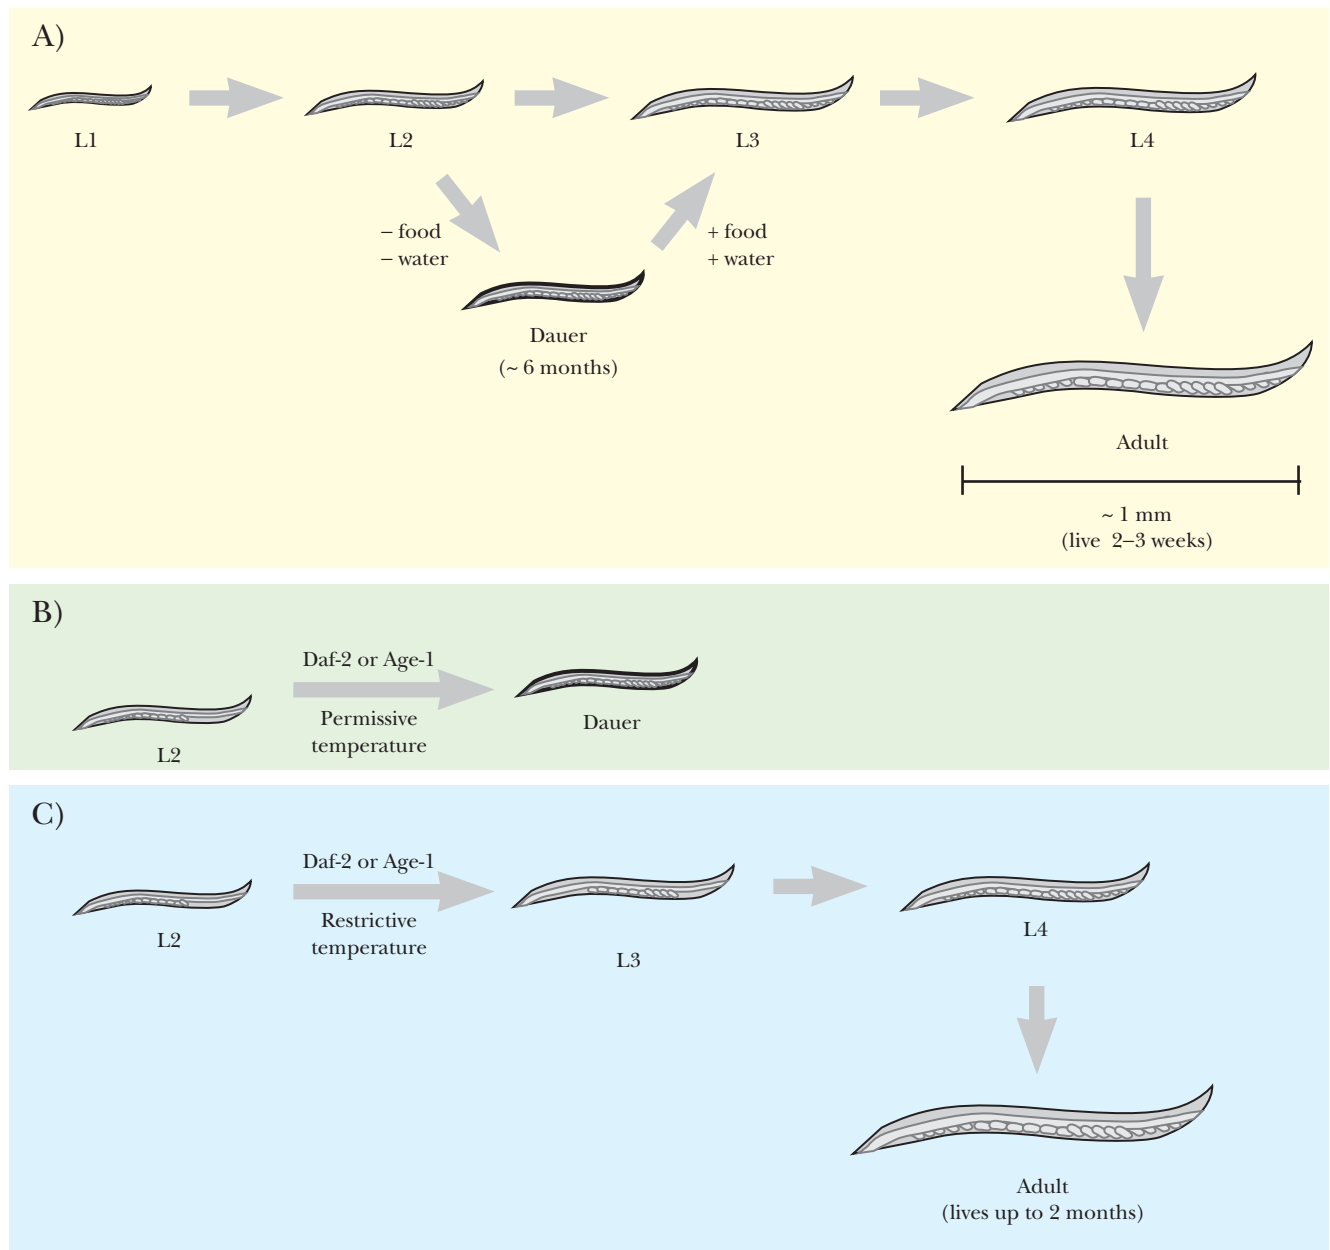 A)
L1
L2
L3
L4
– food
– water
+ food
+ water
Dauer
(~ 6 months)
Adult
~ 1 mm
(live 2–3 weeks)
B)
Daf-2 or Age-1
Permissive
temperature
L2
Dauer
C)
Daf-2 or Age-1
Restrictive
temperature
L2
L3
L4
Adult
(lives up to 2 months)